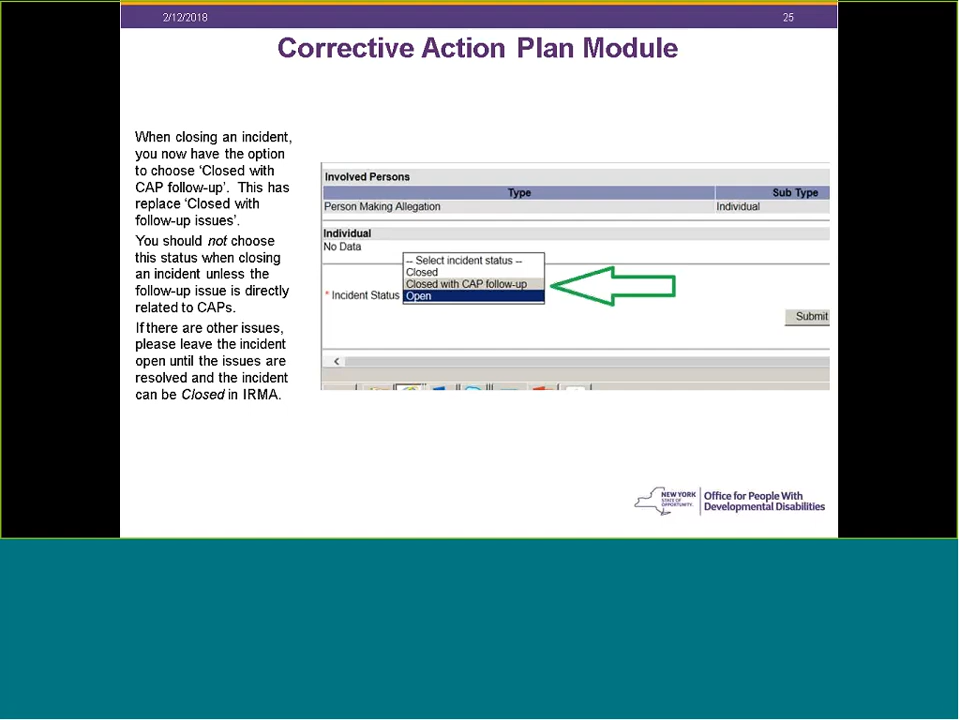 2/12/2018
25
Corrective Action Plan Module
When closing an incident,
you now have the option
to choose ‘Closed with
CAP follow-up’.  This has
replace ‘Closed with
follow-up issues’.
You should not choose
this status when closing
an incident unless the
follow-up issue is directly
related to CAPs.
If there are other issues,
please leave the incident
open until the issues are
resolved and the incident
can be Closed in IRMA.
Involved Persons
Type
Sub Type
Person Making Allegation
Individual
Individual
No Data
-- Select incident status --
Closed
Closed with CAP follow-up
* Incident Status
Open
Submit
NEW YORK
STATE OF
OPPORTUNITY.
Office for People With
Developmental Disabilities